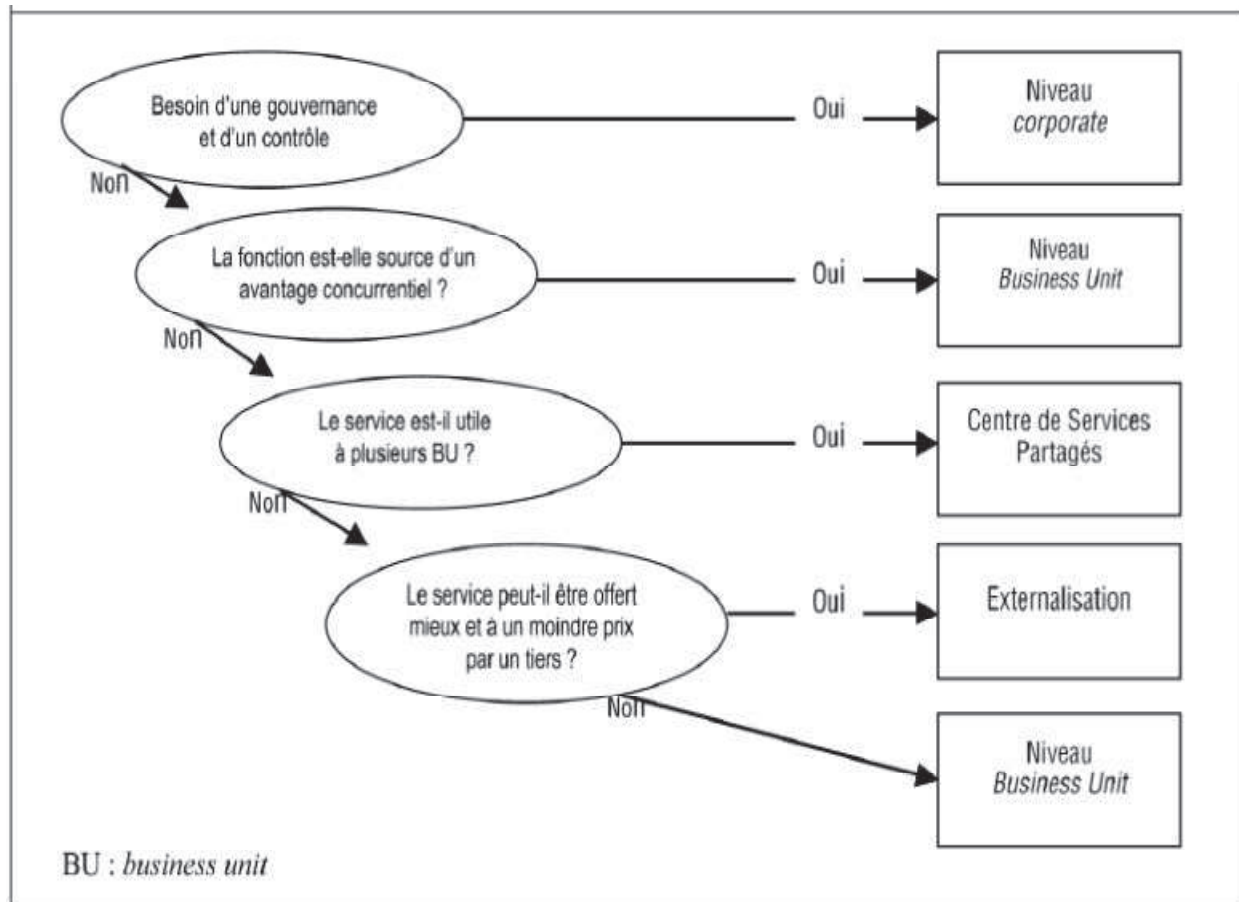 Besoin d'une gouvernance
et d'un contrôle
Oui
Niveau
corporate
Non
La fonction est-elle source d'un
avantage concurrentiel ?
Oui
Niveau
Business Unit
Non
Le service est-il utile
à plusieurs BU ?
Oui
Centre de Services
Partagés
Non
Le service peut-il être offert
mieux et à un moindre prix
par un tiers ?
Oui
Externalisation
Non
Niveau
Business Unit
BU : business unit